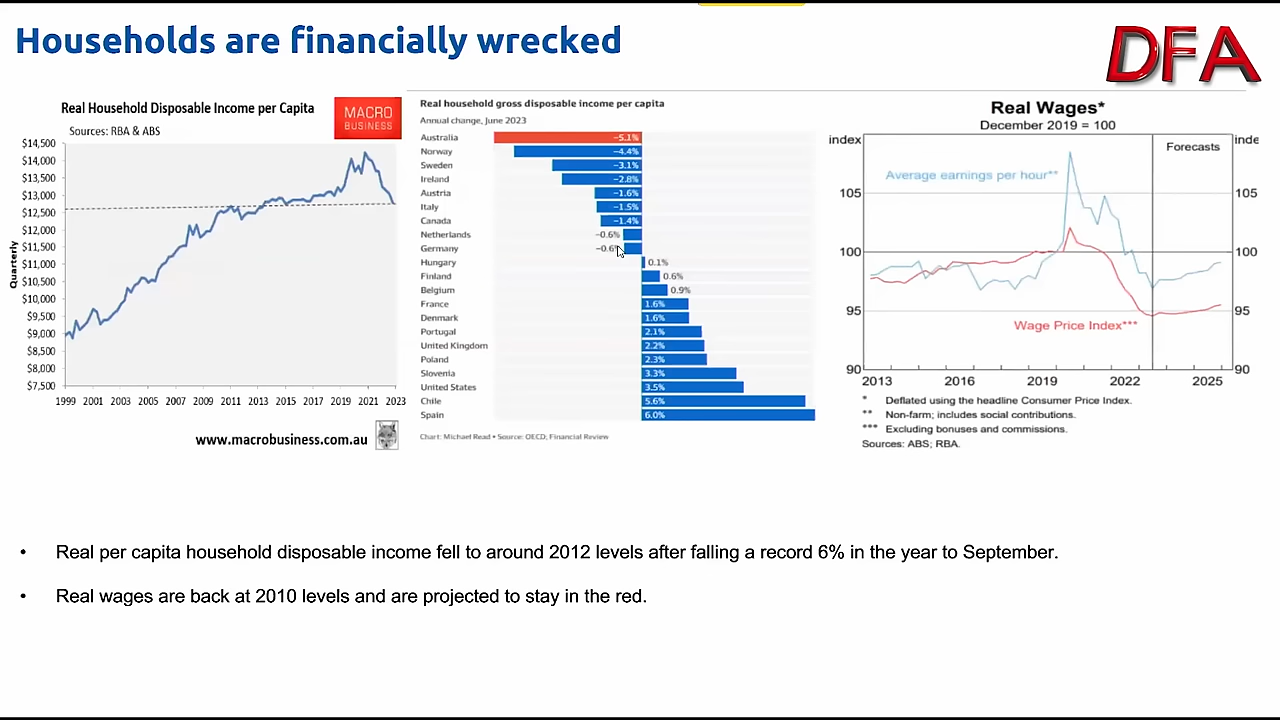 Households are financially wrecked
DFA
Real Household Disposable Income per Capita
Sources: RBA & ABS
MACRO
BUSINESS
Quarterly
$14,500
$14,000
$13,500
$13,000
$12,500
$12,000
$11,500
$11,000
$10,500
$10,000
$9,500
$9,000
$8,500
$8,000
$7,500
1999 2001 2003 2005 2007 2009 2011 2013 2015 2017 2019 2021 2023
www.macrobusiness.com.au
Real household gross disposable income per capita
Annual change, June 2023
Australia −5.1%
Norway −4.4%
Sweden −3.1%
Ireland −2.8%
Austria −1.6%
Italy −1.5%
Canada −1.4%
Netherlands −0.6%
Germany −0.6%
Hungary 0.1%
Finland 0.6%
Belgium 0.9%
France 1.6%
Denmark 1.6%
Portugal 2.1%
United Kingdom 2.2%
Poland 2.3%
Slovenia 3.3%
United States 3.5%
Chile 5.6%
Spain 6.0%
Chart: Michael Read • Source: OECD, Financial Review
Real Wages*
December 2019 = 100
index inde
Forecasts
Average earnings per hour**
105 105
100 100
95 95
Wage Price Index***
90 90
2013 2016 2019 2022 2025
* Deflated using the headline Consumer Price Index.
** Non-farm; includes social contributions.
*** Excluding bonuses and commissions.
Sources: ABS; RBA.
• Real per capita household disposable income fell to around 2012 levels after falling a record 6% in the year to September.
• Real wages are back at 2010 levels and are projected to stay in the red.